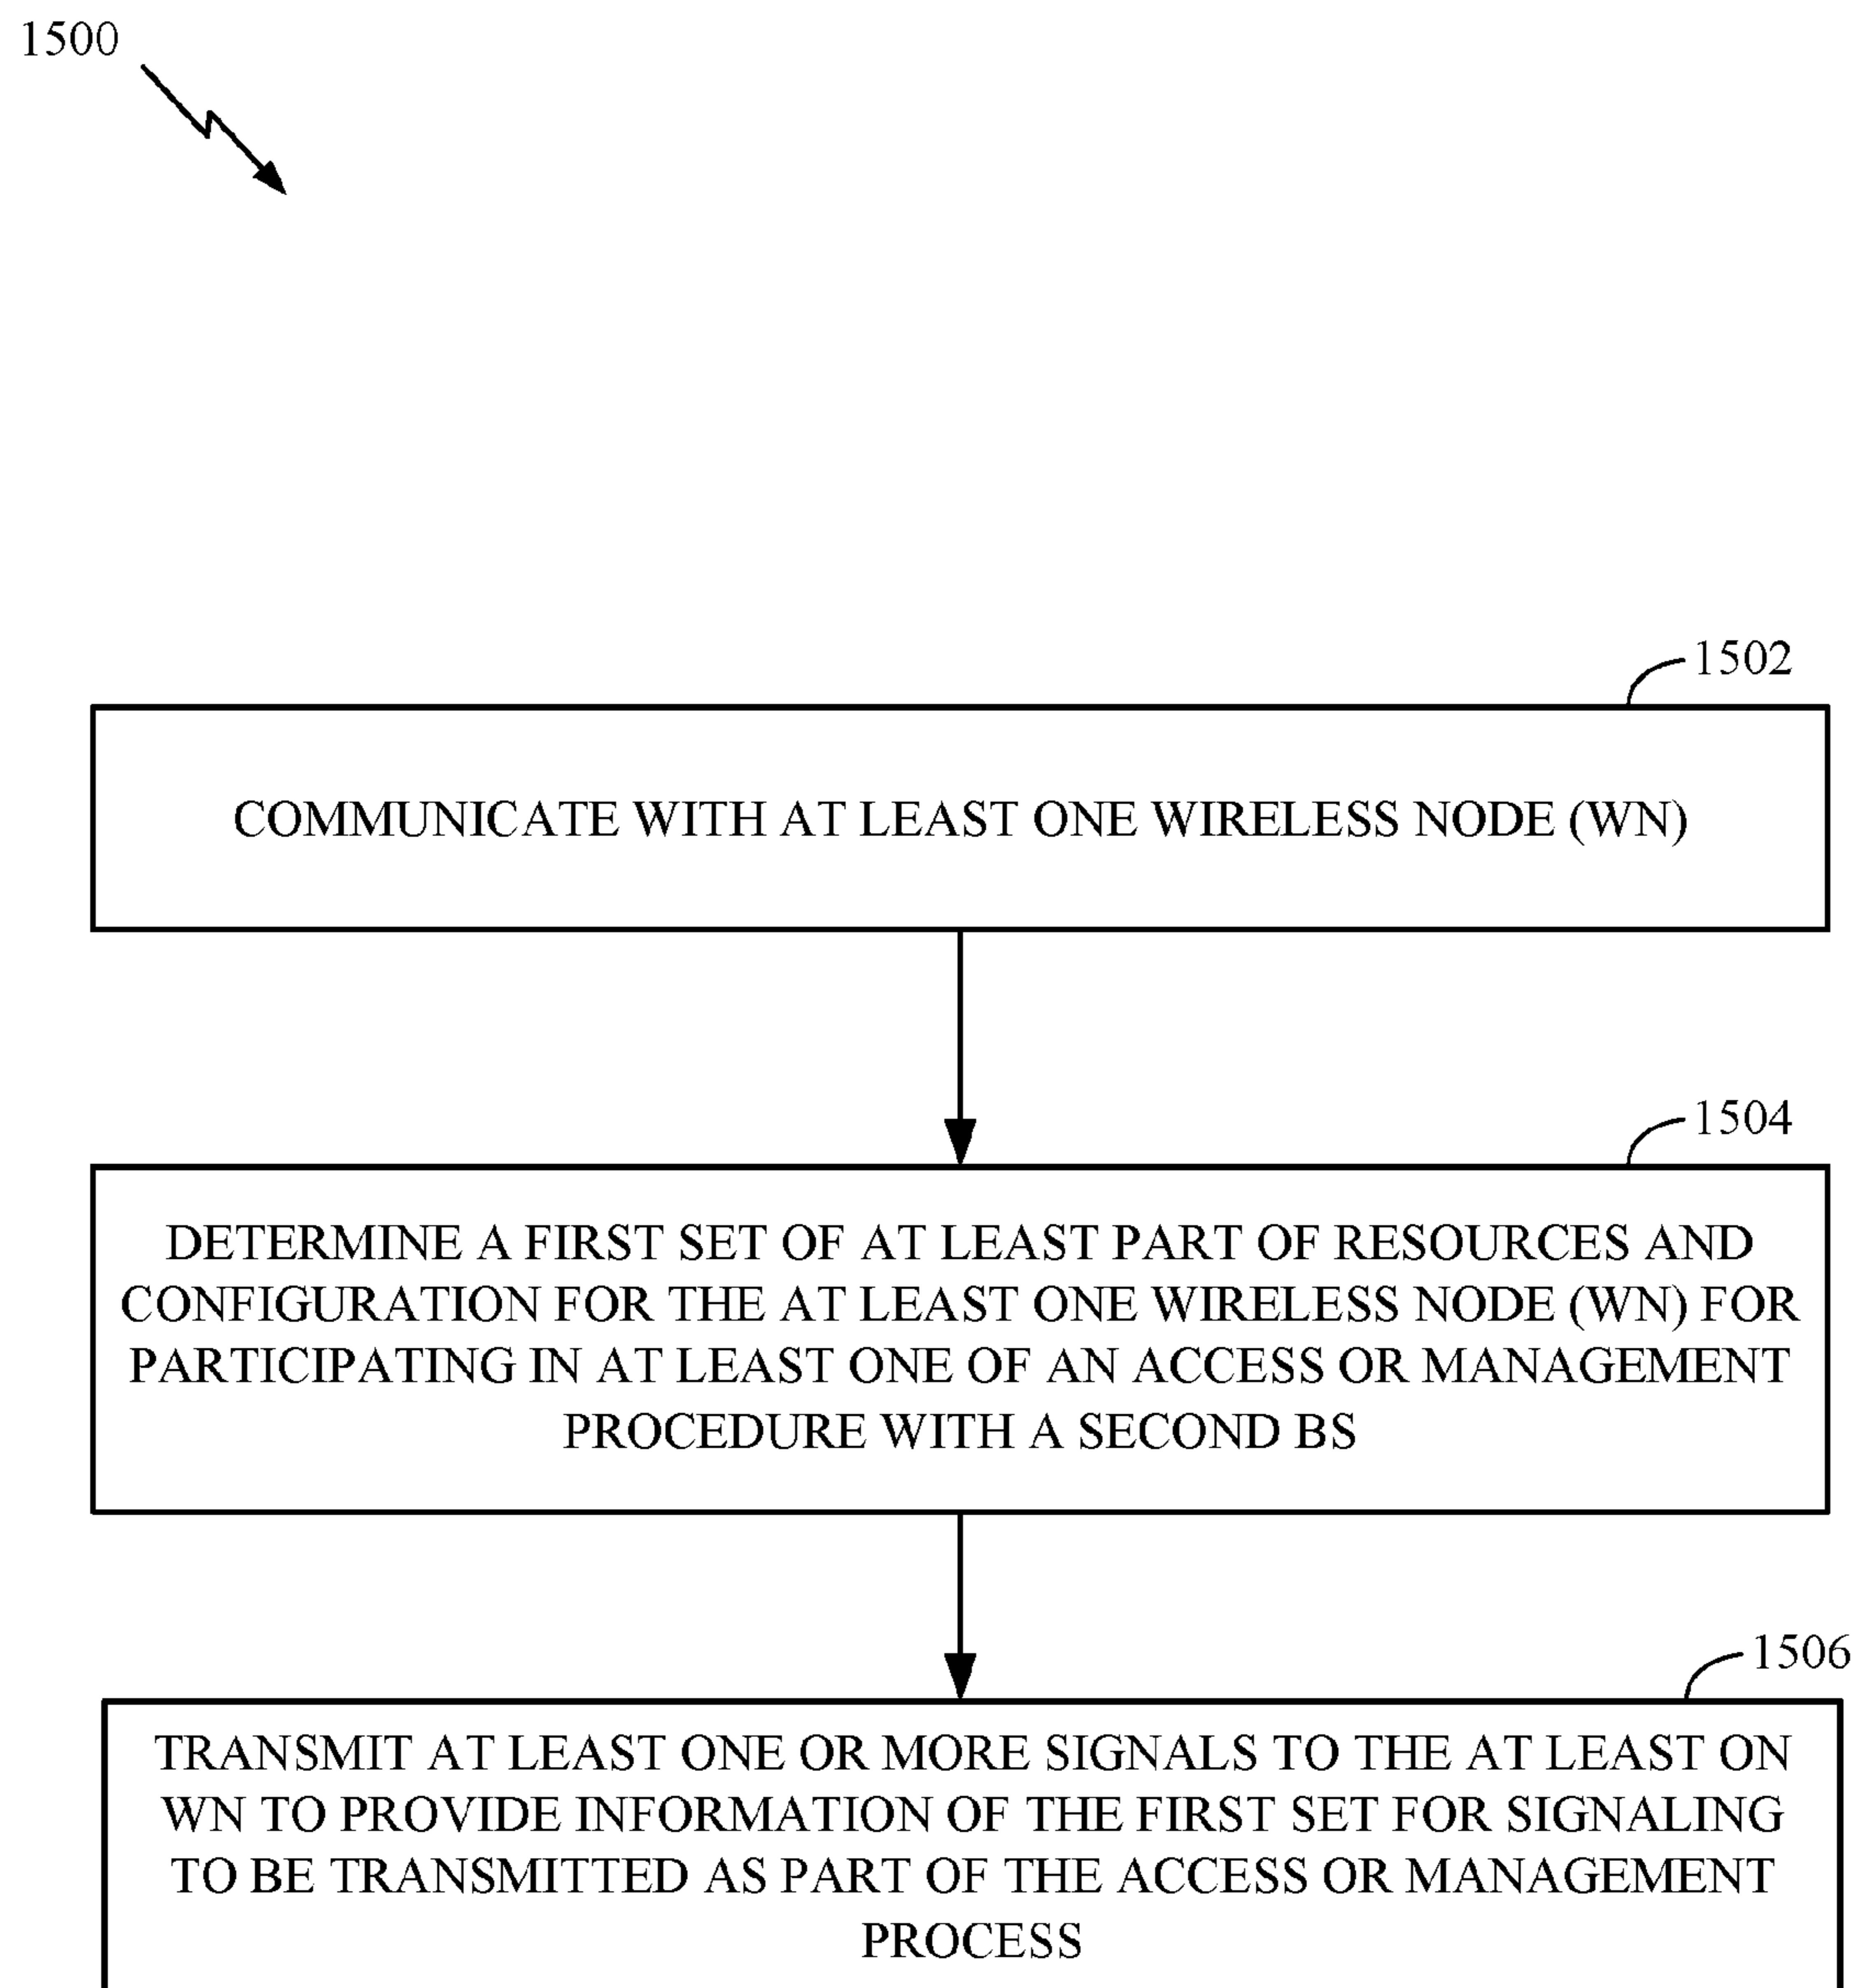 1500
1502
COMMUNICATE WITH AT LEAST ONE WIRELESS NODE (WN)
1504
DETERMINE A FIRST SET OF AT LEAST PART OF RESOURCES AND
CONFIGURATION FOR THE AT LEAST ONE WIRELESS NODE (WN) FOR
PARTICIPATING IN AT LEAST ONE OF AN ACCESS OR MANAGEMENT
PROCEDURE WITH A SECOND BS
1506
TRANSMIT AT LEAST ONE OR MORE SIGNALS TO THE AT LEAST ON
WN TO PROVIDE INFORMATION OF THE FIRST SET FOR SIGNALING
TO BE TRANSMITTED AS PART OF THE ACCESS OR MANAGEMENT
PROCESS